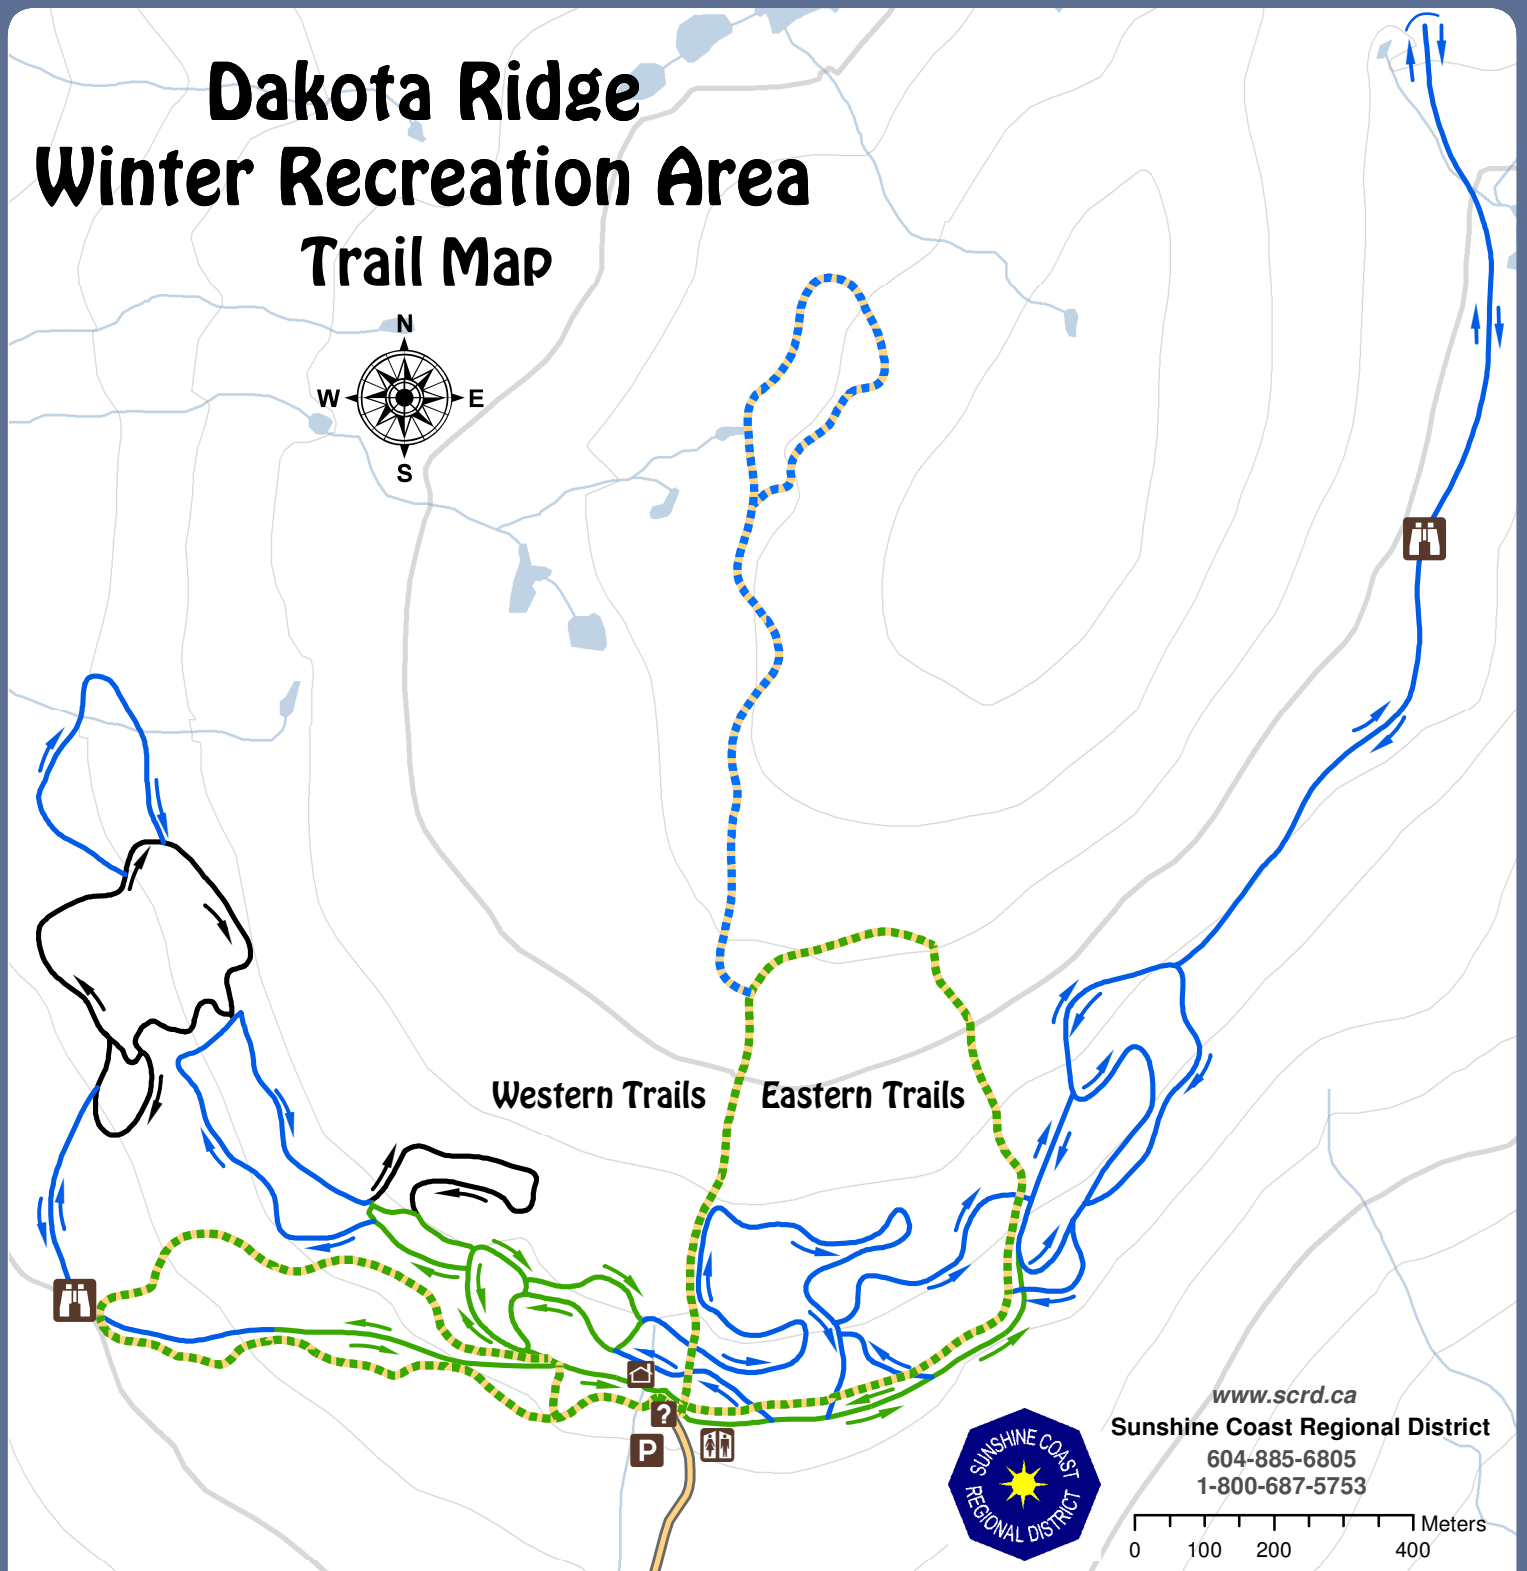 Dakota Ridge
Winter Recreation Area
Trail Map
N
W E
S
Western Trails
Eastern Trails
?
P
SUNSHINE COAST
REGIONAL DISTRICT
www.scrd.ca
Sunshine Coast Regional District
604-885-6805
1-800-687-5753
Meters
0 100 200 400